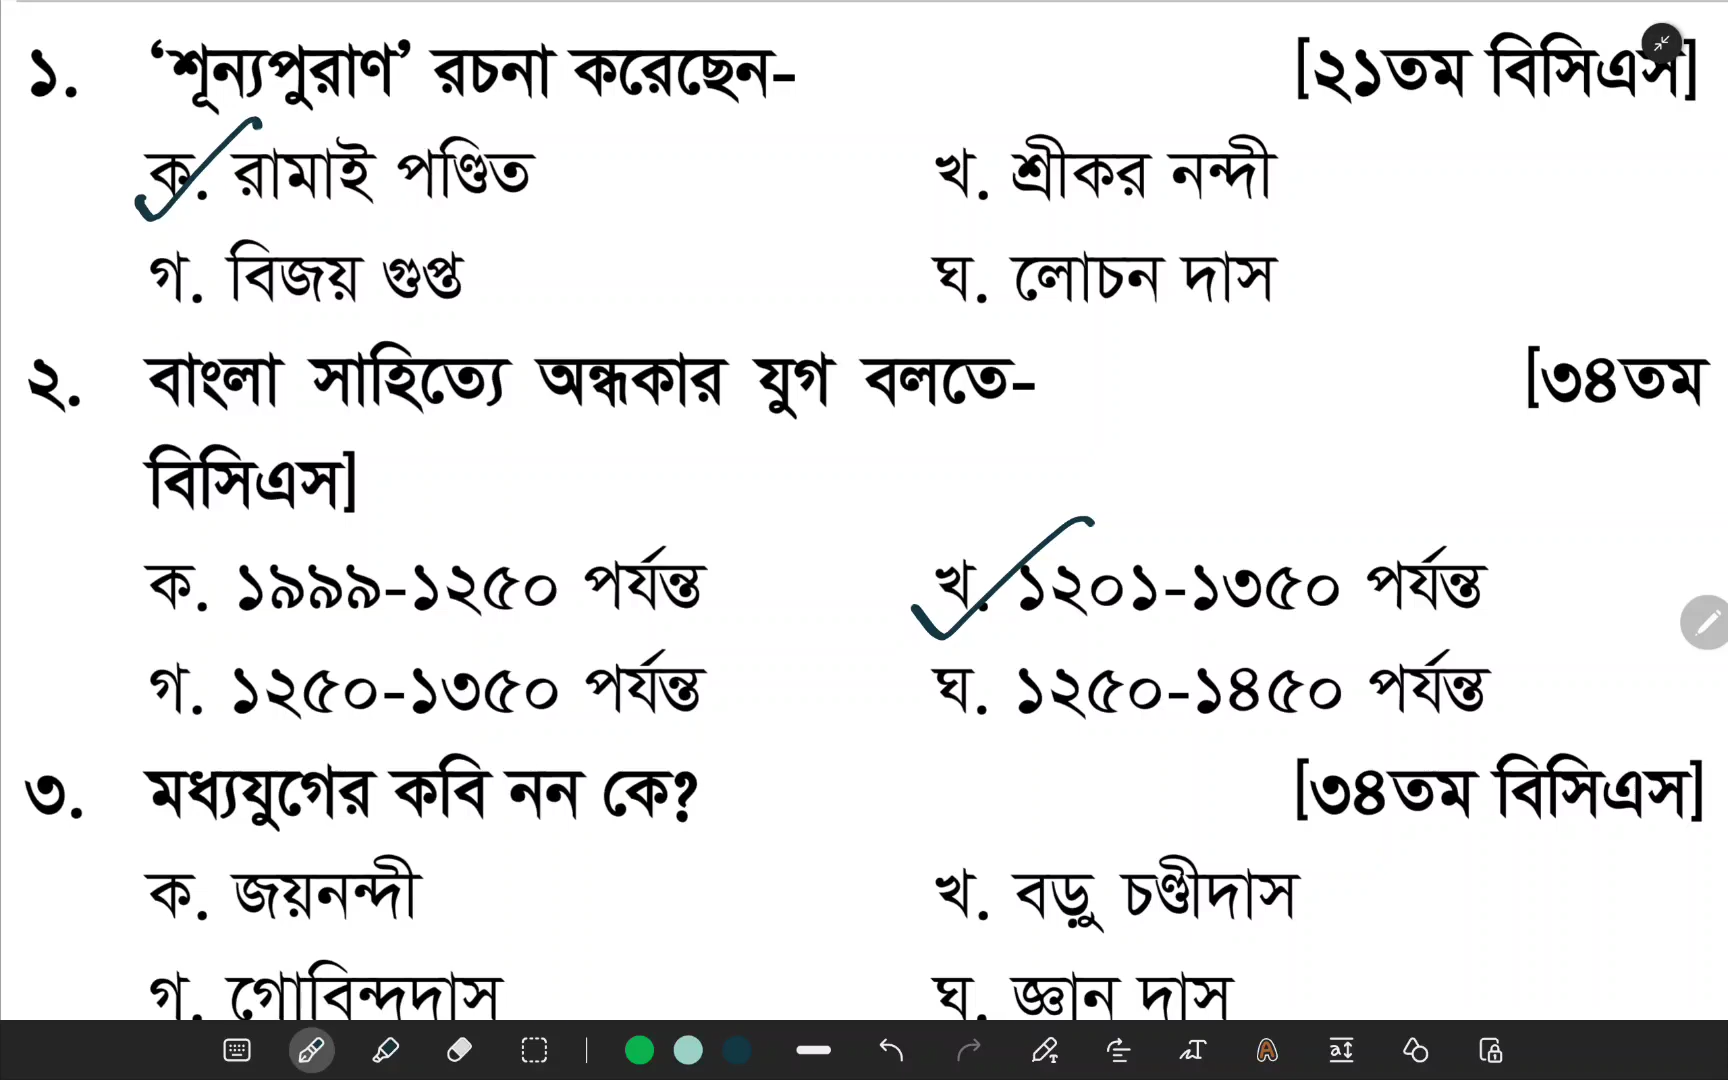 ১. ‘শূন্যপুরাণ’ রচনা করেছেন- [২১তম বিসিএস]
ক. রামাই পণ্ডিত খ. শ্রীকর নন্দী
গ. বিজয় গুপ্ত ঘ. লোচন দাস
২. বাংলা সাহিত্যে অন্ধকার যুগ বলতে- [৩৪তম
বিসিএস]
ক. ১৯৯৯-১২৫০ পর্যন্ত খ. ১২০১-১৩৫০ পর্যন্ত
গ. ১২৫০-১৩৫০ পর্যন্ত ঘ. ১২৫০-১৪৫০ পর্যন্ত
৩. মধ্যযুগের কবি নন কে? [৩৪তম বিসিএস]
ক. জয়নন্দী খ. বড়ু চণ্ডীদাস
গ. গোবিন্দদাস ঘ. জ্ঞান দাস